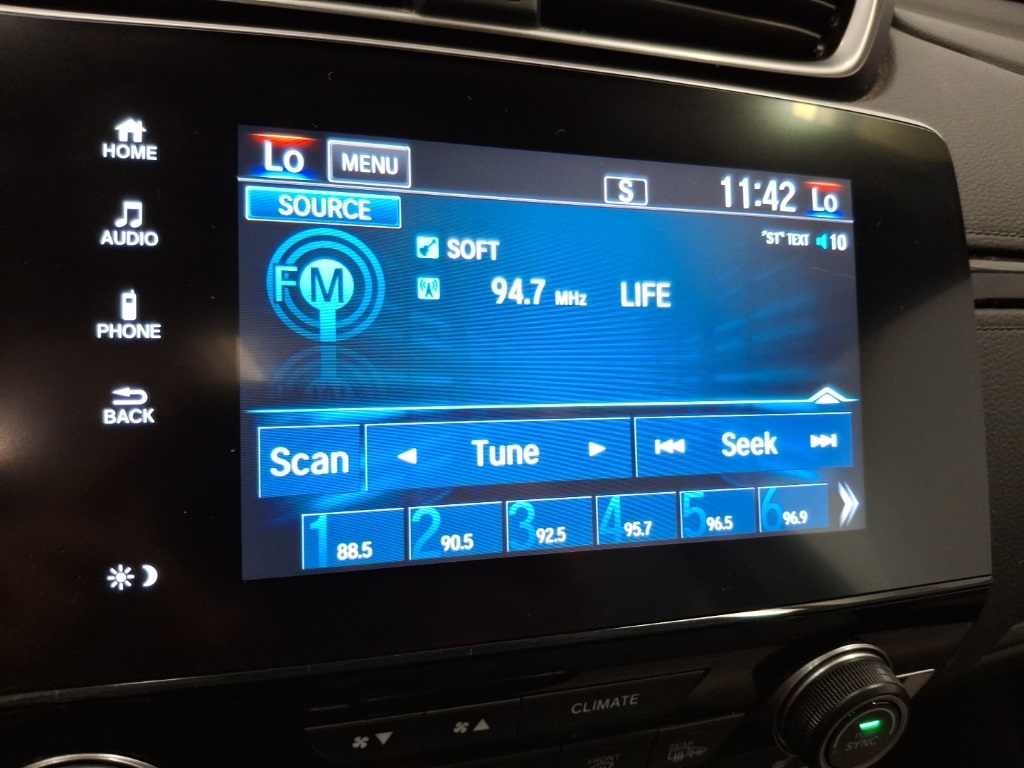 HOME
AUDIO
PHONE
BACK
Lo MENU S 11:42 Lo
SOURCE
"ST" TEXT 10
FM
SOFT
94.7 MHz LIFE
Scan Tune Seek
1 88.5 2 90.5 3 92.5 4 95.7 5 96.5 6 96.9
CLIMATE
SYNC